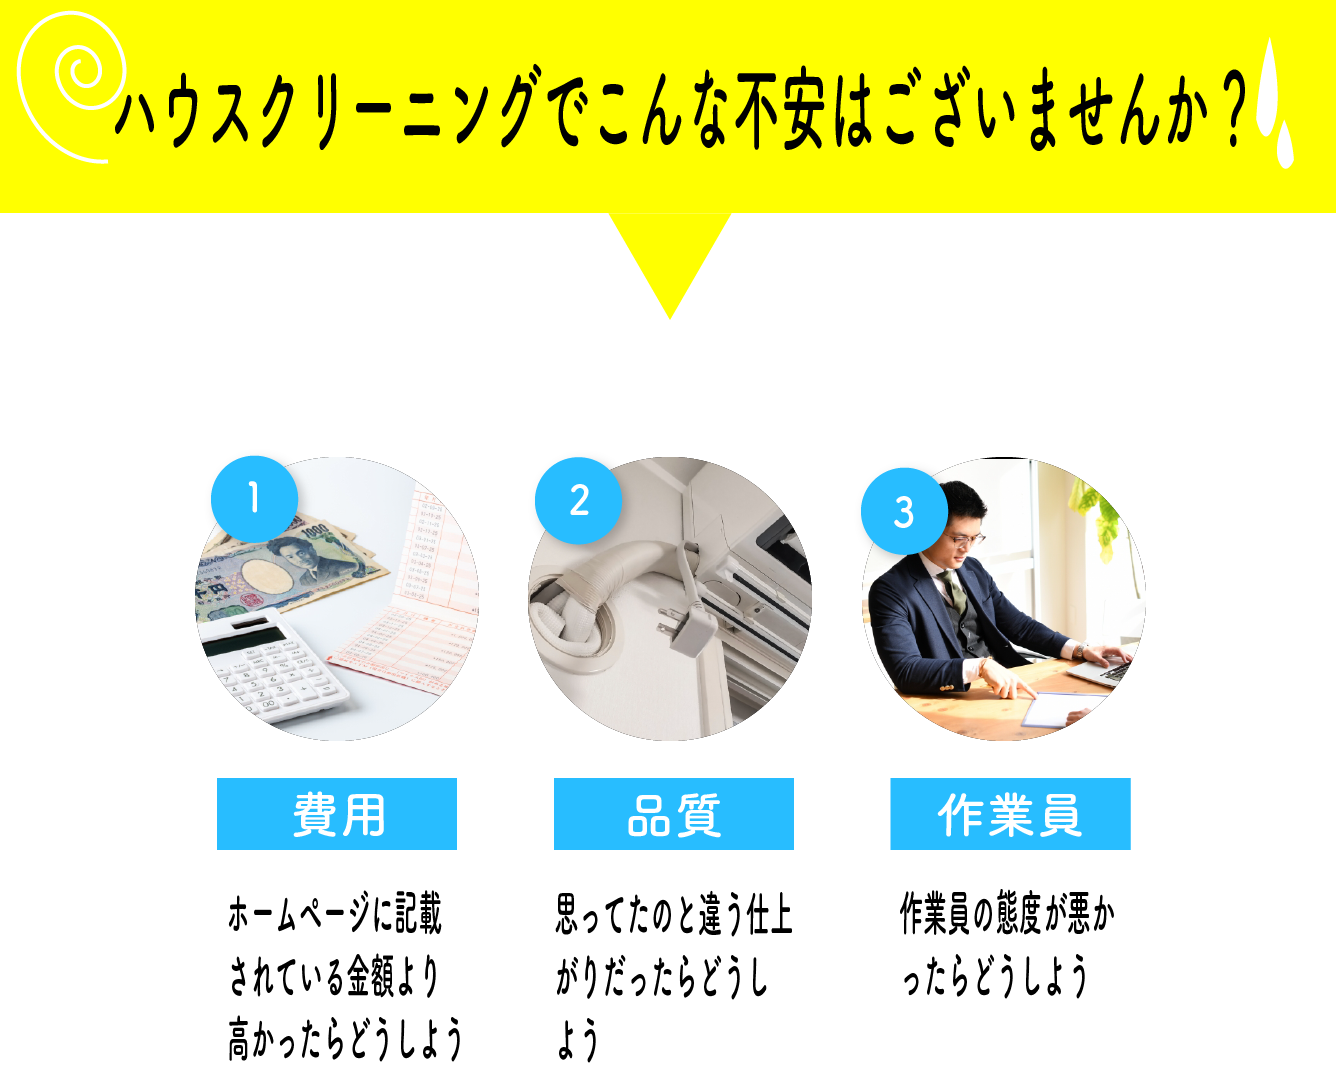 ハウスクリーニングでこんな不安はございませんか？
1
2
3
1000
千円
費用
品質
作業員
ホームページに記載
されている金額より
高かったらどうしよう
思ってたのと違う仕上
がりだったらどうし
よう
作業員の態度が悪か
ったらどうしよう